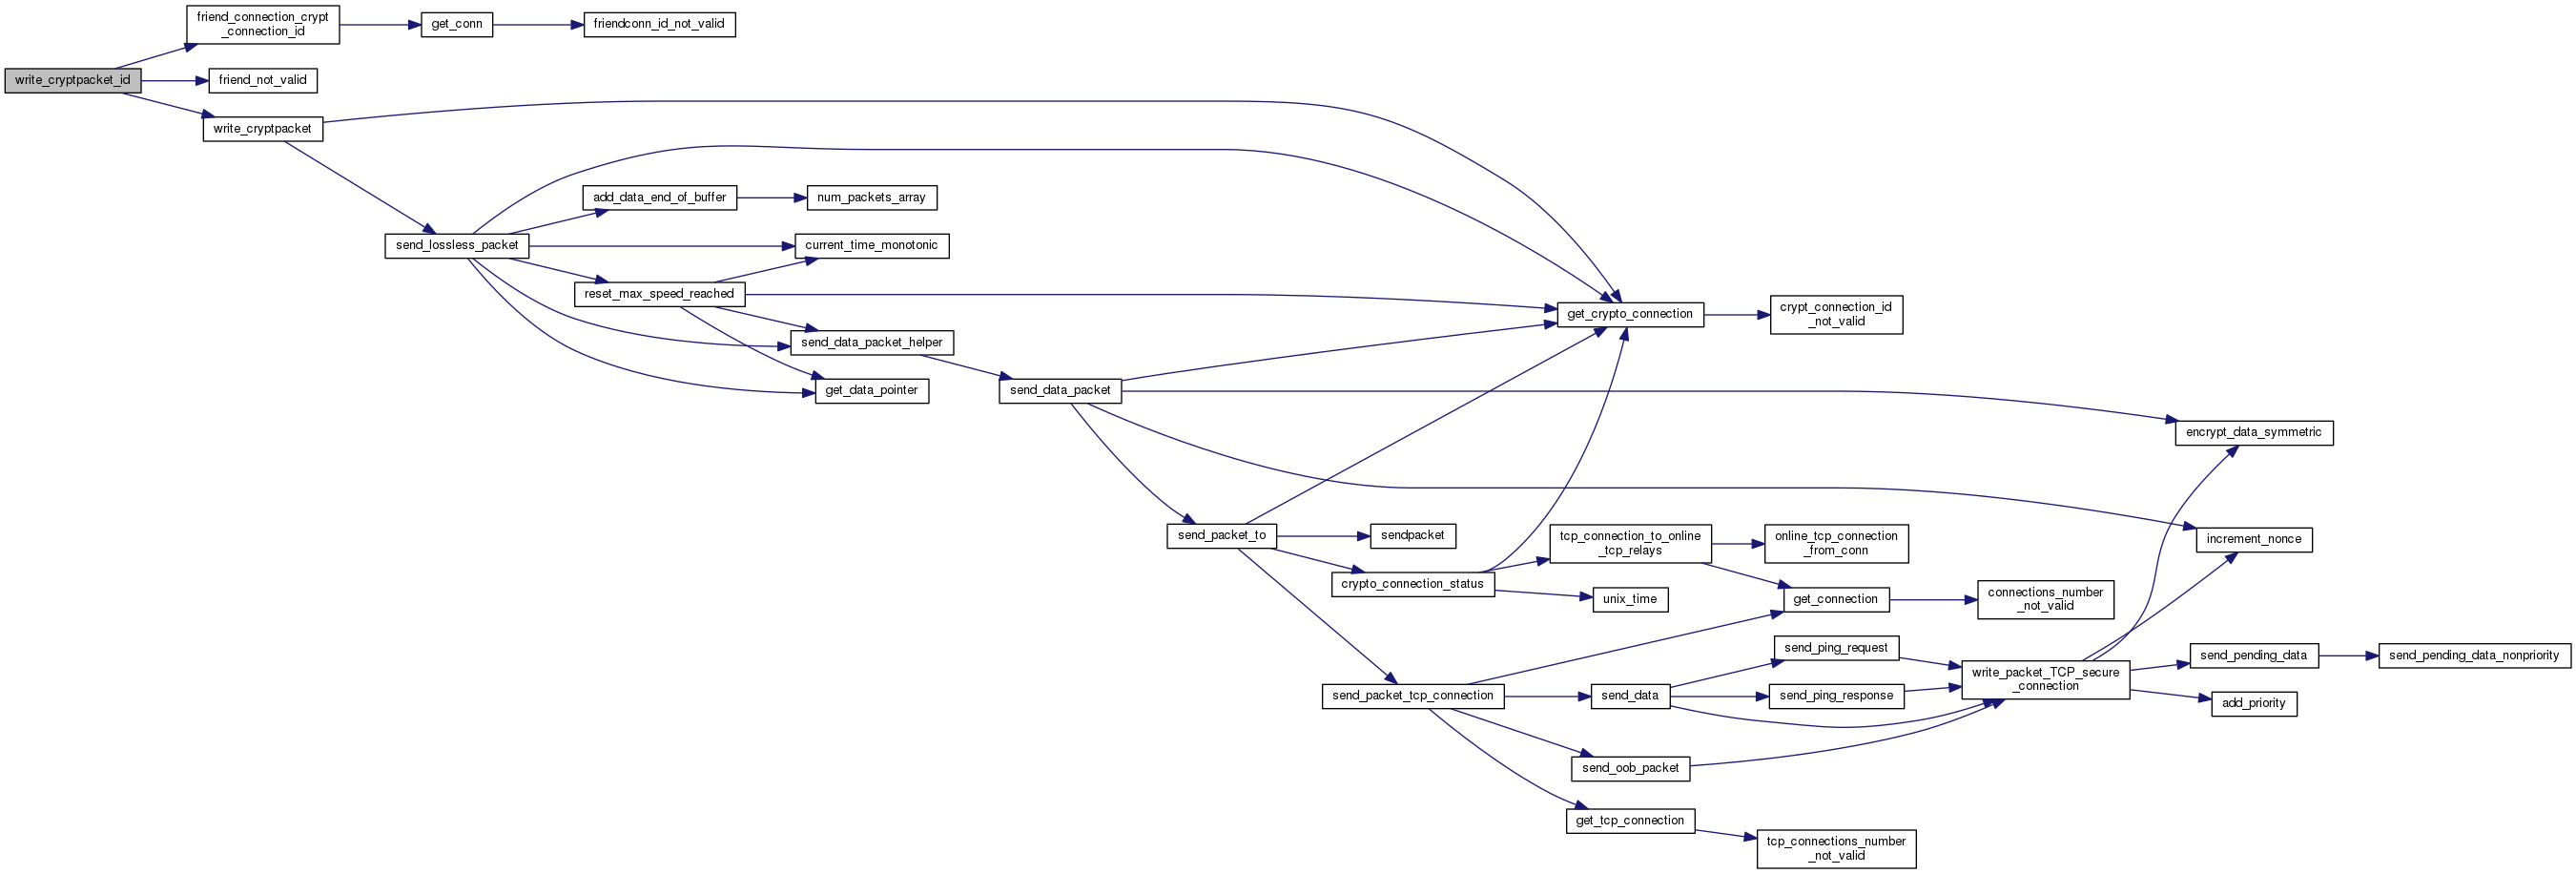 friend_connection_crypt
_connection_id
get_conn
friendconn_id_not_valid
write_cryptpacket_id
friend_not_valid
write_cryptpacket
add_data_end_of_buffer
num_packets_array
send_lossless_packet
current_time_monotonic
reset_max_speed_reached
get_crypto_connection
crypt_connection_id
_not_valid
send_data_packet_helper
get_data_pointer
send_data_packet
encrypt_data_symmetric
send_packet_to
sendpacket
tcp_connection_to_online
_tcp_relays
online_tcp_connection
_from_conn
increment_nonce
crypto_connection_status
unix_time
get_connection
connections_number
_not_valid
send_ping_request
write_packet_TCP_secure
_connection
send_pending_data
send_pending_data_nonpriority
send_packet_tcp_connection
send_data
send_ping_response
add_priority
send_oob_packet
get_tcp_connection
tcp_connections_number
_not_valid